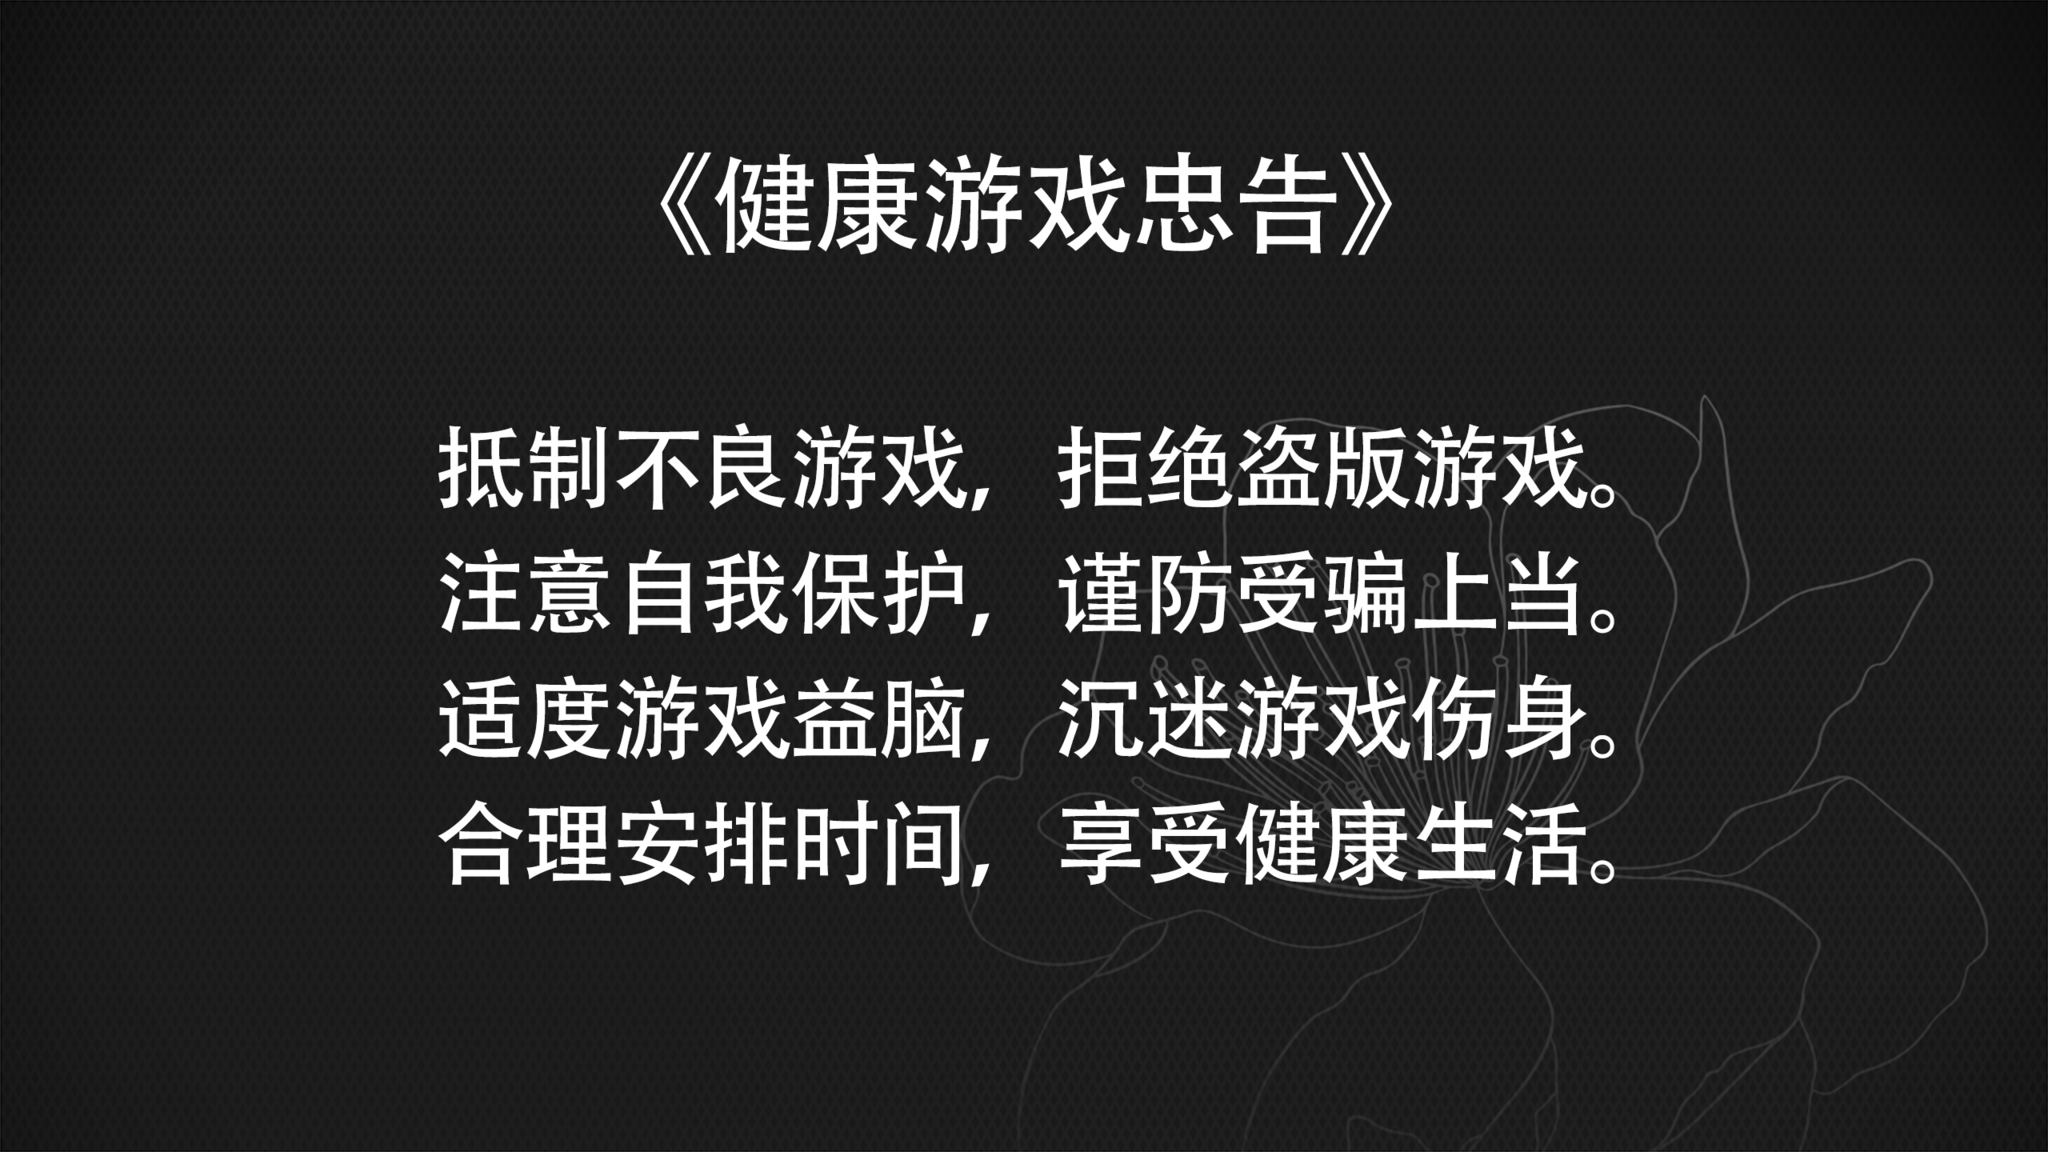 《健康游戏忠告》
抵制不良游戏，拒绝盗版游戏。
注意自我保护，谨防受骗上当。
适度游戏益脑，沉迷游戏伤身。
合理安排时间，享受健康生活。